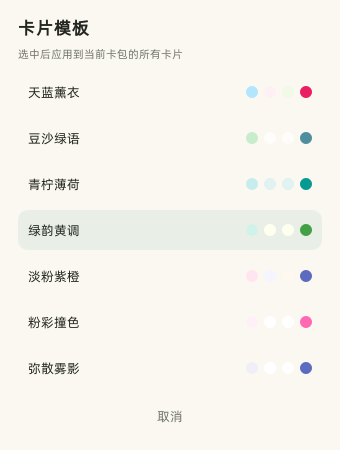 卡片模板
选中后应用到当前卡包的所有卡片
天蓝薰衣
豆沙绿语
青柠薄荷
绿韵黄调
淡粉紫橙
粉彩撞色
弥散雾影
取消